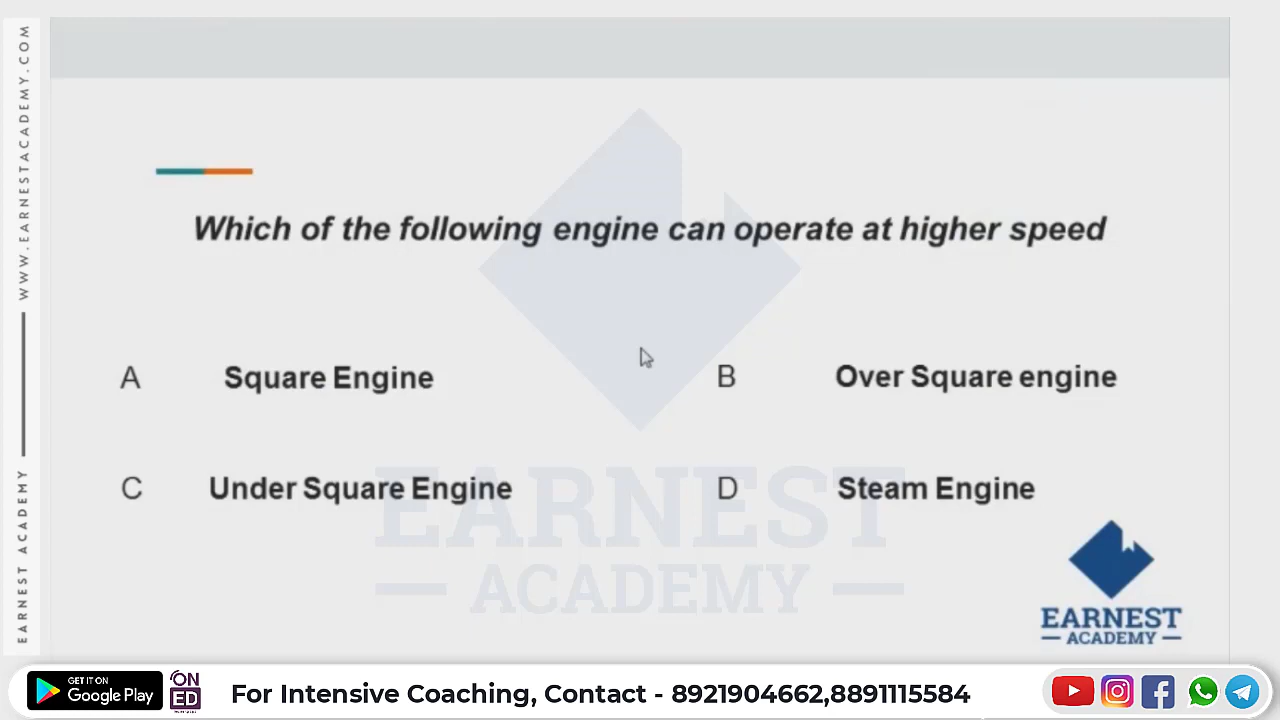 WWW.EARNESTACADEMY.COM
EARNEST ACADEMY
Which of the following engine can operate at higher speed
A Square Engine
B Over Square engine
C Under Square Engine
D Steam Engine
EARNEST
ACADEMY
EARNEST
ACADEMY
GET IT ON
Google Play
ON
ED
For Intensive Coaching, Contact - 8921904662,8891115584